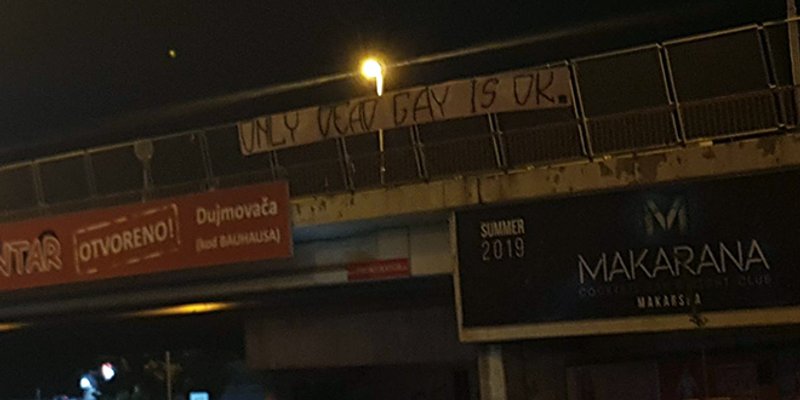 ONLY DEAD GAY IS OK.
NTAR
OTVORENO!
Dujmovača
(kod BAUHAUSA)
SUMMER
2019
MAKARANA
MAKARSKA